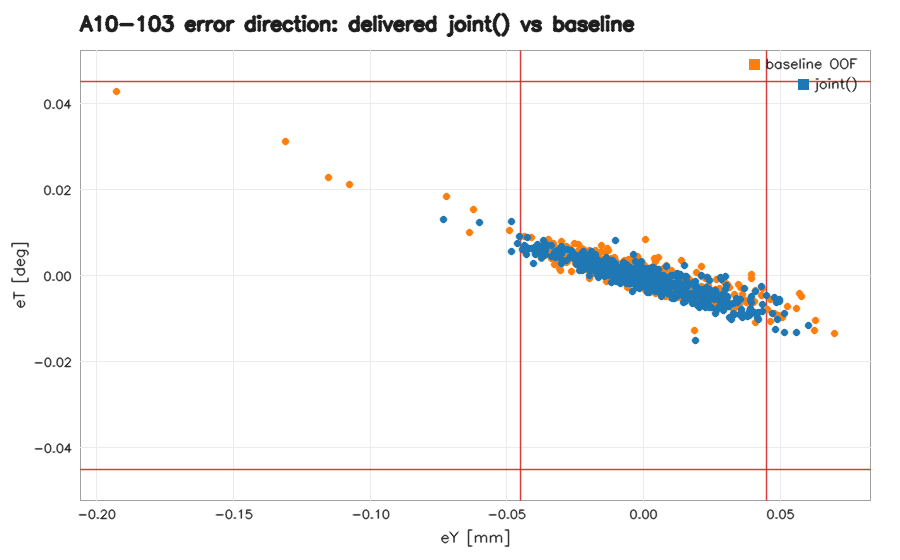 A10-103 error direction: delivered joint() vs baseline
baseline OOF
joint()
0.04
0.02
0.00
-0.02
-0.04
eT [deg]
-0.20 -0.15 -0.10 -0.05 0.00 0.05
eY [mm]